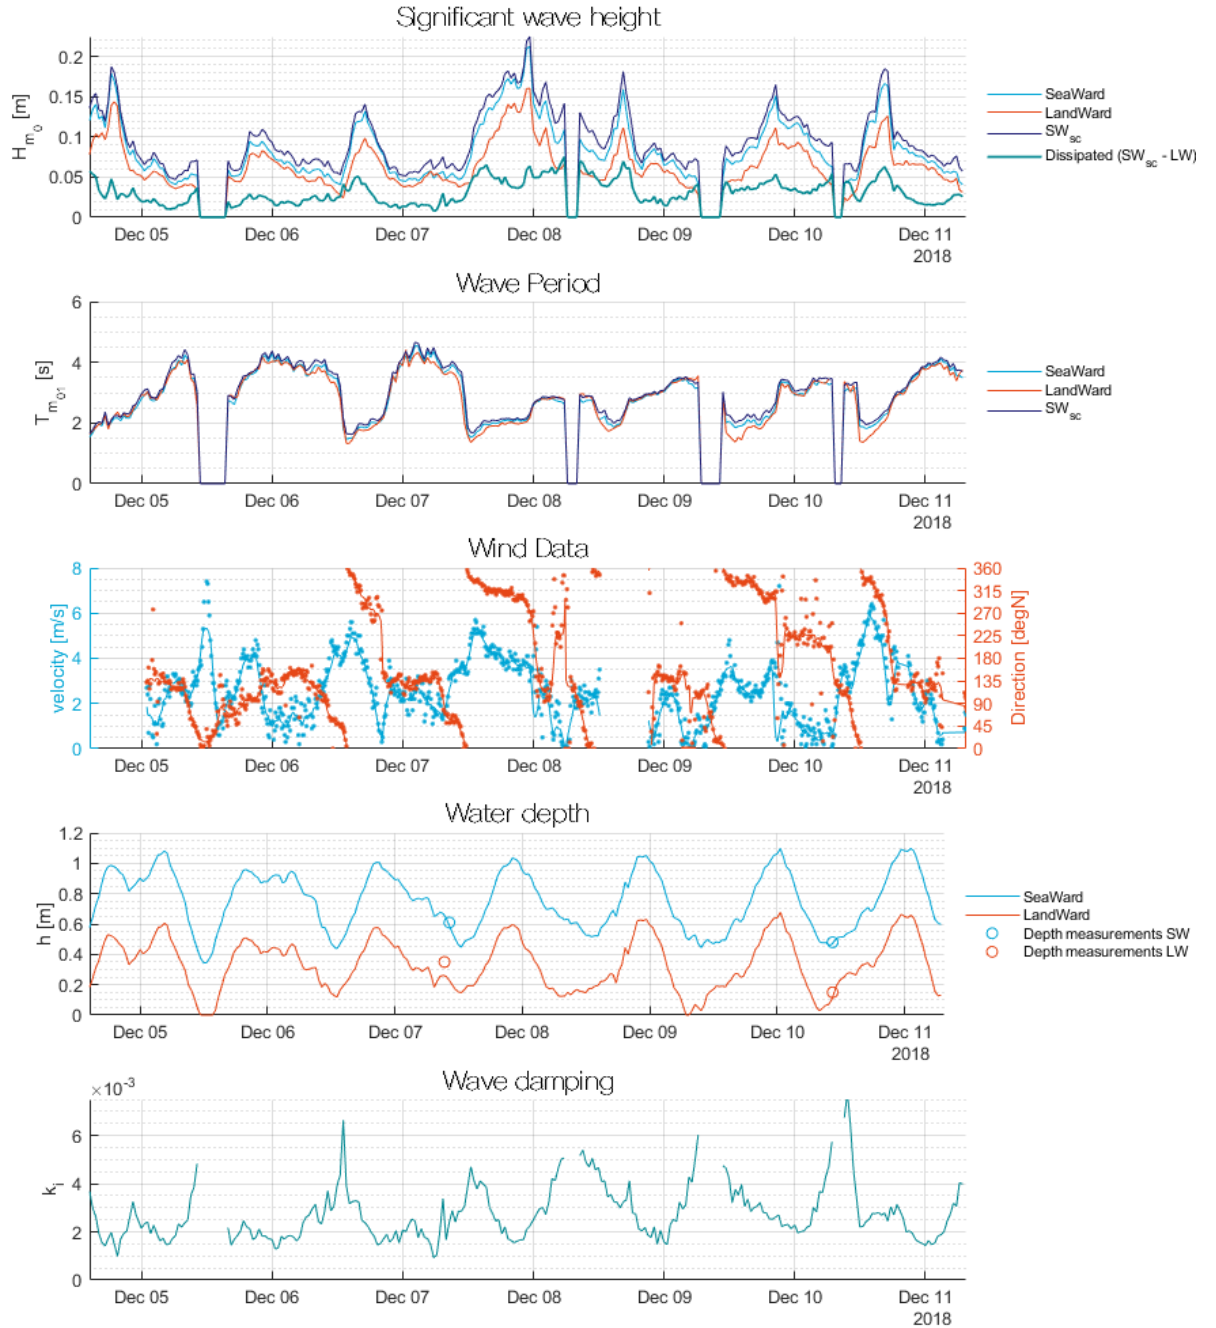 Significant wave height
H_m0 [m]
0.2
0.15
0.1
0.05
0
Dec 05 Dec 06 Dec 07 Dec 08 Dec 09 Dec 10 Dec 11
2018
SeaWard
LandWard
SW_sc
Dissipated (SW_sc - LW)
Wave Period
T_m01 [s]
6
4
2
0
Dec 05 Dec 06 Dec 07 Dec 08 Dec 09 Dec 10 Dec 11
2018
SeaWard
LandWard
SW_sc
Wind Data
velocity [m/s]
8
6
4
2
0
360
315
270
225
180
135
90
45
0
Direction [degN]
Dec 05 Dec 06 Dec 07 Dec 08 Dec 09 Dec 10 Dec 11
2018
Water depth
h [m]
1.2
1
0.8
0.6
0.4
0.2
0
Dec 05 Dec 06 Dec 07 Dec 08 Dec 09 Dec 10 Dec 11
2018
SeaWard
LandWard
Depth measurements SW
Depth measurements LW
Wave damping
×10⁻³
k_i
6
4
2
0
Dec 05 Dec 06 Dec 07 Dec 08 Dec 09 Dec 10 Dec 11
2018